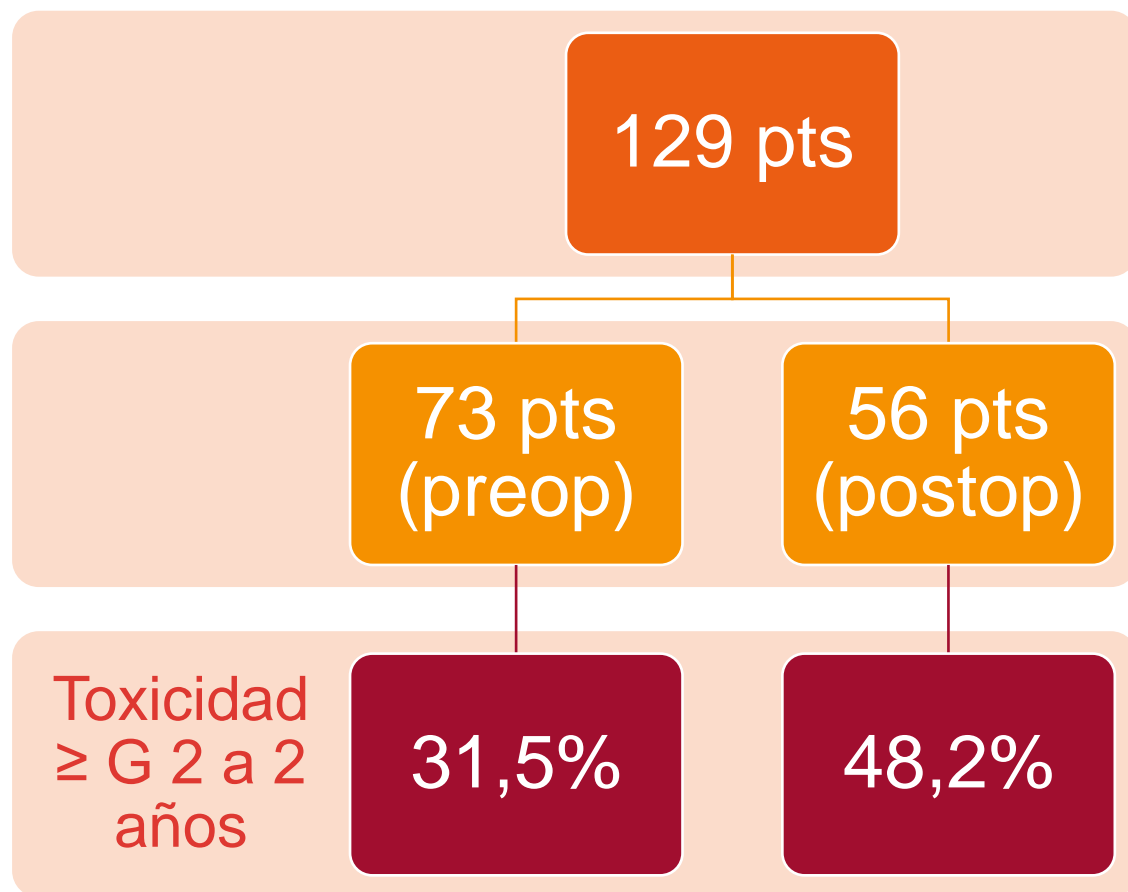 129 pts
73 pts
(preop)
56 pts
(postop)
Toxicidad
≥ G 2 a 2
años
31,5%
48,2%